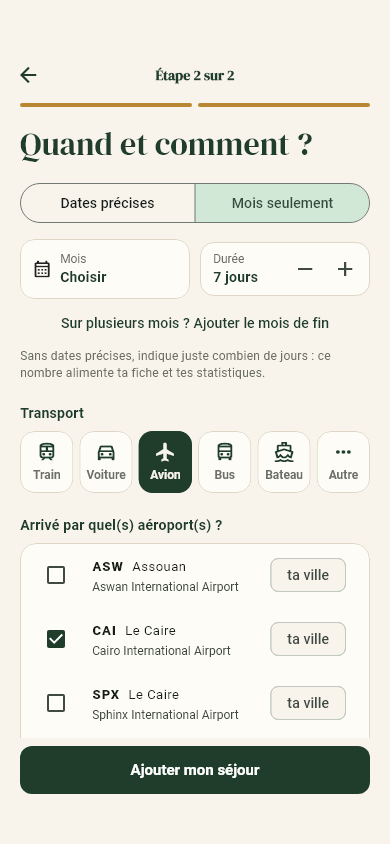 Étape 2 sur 2
Quand et comment ?
Dates précises
Mois seulement
Mois
Choisir
Durée
7 jours
Sur plusieurs mois ? Ajouter le mois de fin
Sans dates précises, indique juste combien de jours : ce
nombre alimente ta fiche et tes statistiques.
Transport
Train
Voiture
Avion
Bus
Bateau
Autre
Arrivé par quel(s) aéroport(s) ?
ASW Assouan
Aswan International Airport
ta ville
CAI Le Caire
Cairo International Airport
ta ville
SPX Le Caire
Sphinx International Airport
ta ville
Ajouter mon séjour